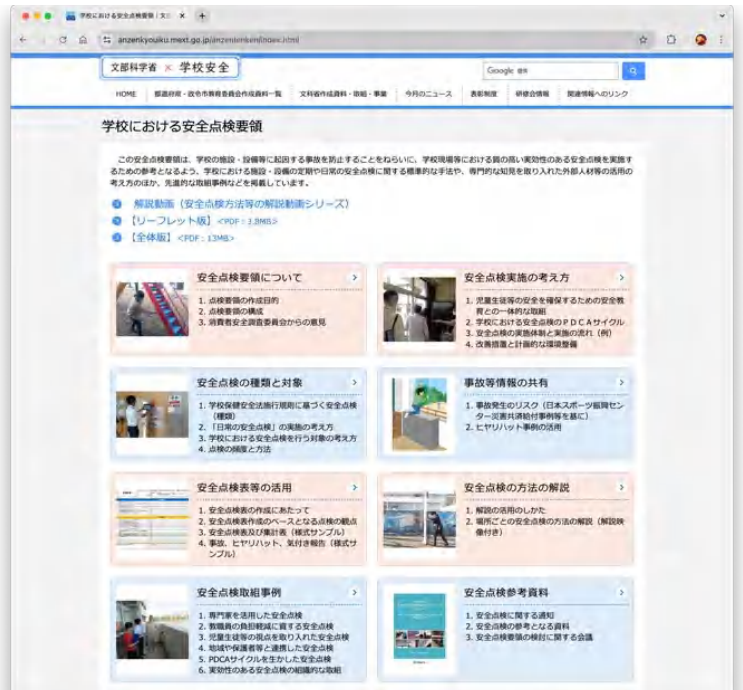 学校における安全点検要領 | 文
anzenkyouiku.mext.go.jp/anzentenken/index.html
文部科学省 × 学校安全
Google 提供
HOME
都道府県・政令市教育委員会作成資料一覧
文科省作成資料・取組・事業
今月のニュース
表彰制度
研修会情報
関連情報へのリンク
学校における安全点検要領
この安全点検要領は、学校の施設・設備等に起因する事故を防止することをねらいに、学校現場等における質の高い実効性のある安全点検を実施す
るための参考となるよう、学校における施設・設備の定期や日常の安全点検に関する標準的な手法や、専門的な知見を取り入れた外部人材等の活用の
考え方のほか、先進的な取組事例などを掲載しています。
解説動画(安全点検方法等の解説動画シリーズ)
【リーフレット版】<PDF:3.8MB>
【全体版】<PDF:13MB>
安全点検要領について
1. 点検要領の作成目的
2. 点検要領の構成
3. 消費者安全調査委員会からの意見
安全点検実施の考え方
1. 児童生徒等の安全を確保するための安全教
育との一体的な取組
2. 学校における安全点検のPDCAサイクル
3. 安全点検の実施体制と実施の流れ(例)
4. 改善措置と計画的な環境整備
安全点検の種類と対象
1. 学校保健安全法施行規則に基づく安全点検
(種類)
2. 「日常の安全点検」の実施の考え方
3. 学校における安全点検を行う対象の考え方
4. 点検の頻度と方法
事故等情報の共有
1. 事故発生のリスク(日本スポーツ振興セン
ター災害共済給付事例等を基に)
2. ヒヤリハット事例の活用
安全点検表等の活用
1. 安全点検表の作成にあたって
2. 安全点検表作成のベースとなる点検の観点
3. 安全点検表及び集計表(様式サンプル)
4. 事故、ヒヤリハット、気付き報告(様式サ
ンプル)
安全点検の方法の解説
1. 解説の活用のしかた
2. 場所ごとの安全点検の方法の解説(解説映
像付き)
安全点検取組事例
1. 専門家を活用した安全点検
2. 教職員の負担軽減に資する安全点検
3. 児童生徒等の視点を取り入れた安全点検
4. 地域や保護者等と連携した安全点検
5. PDCAサイクルを生かした安全点検
6. 実効性のある安全点検の組織的な取組
安全点検参考資料
1. 安全点検に関する通知
2. 安全点検の参考となる資料
3. 安全点検要領の検討に関する会議